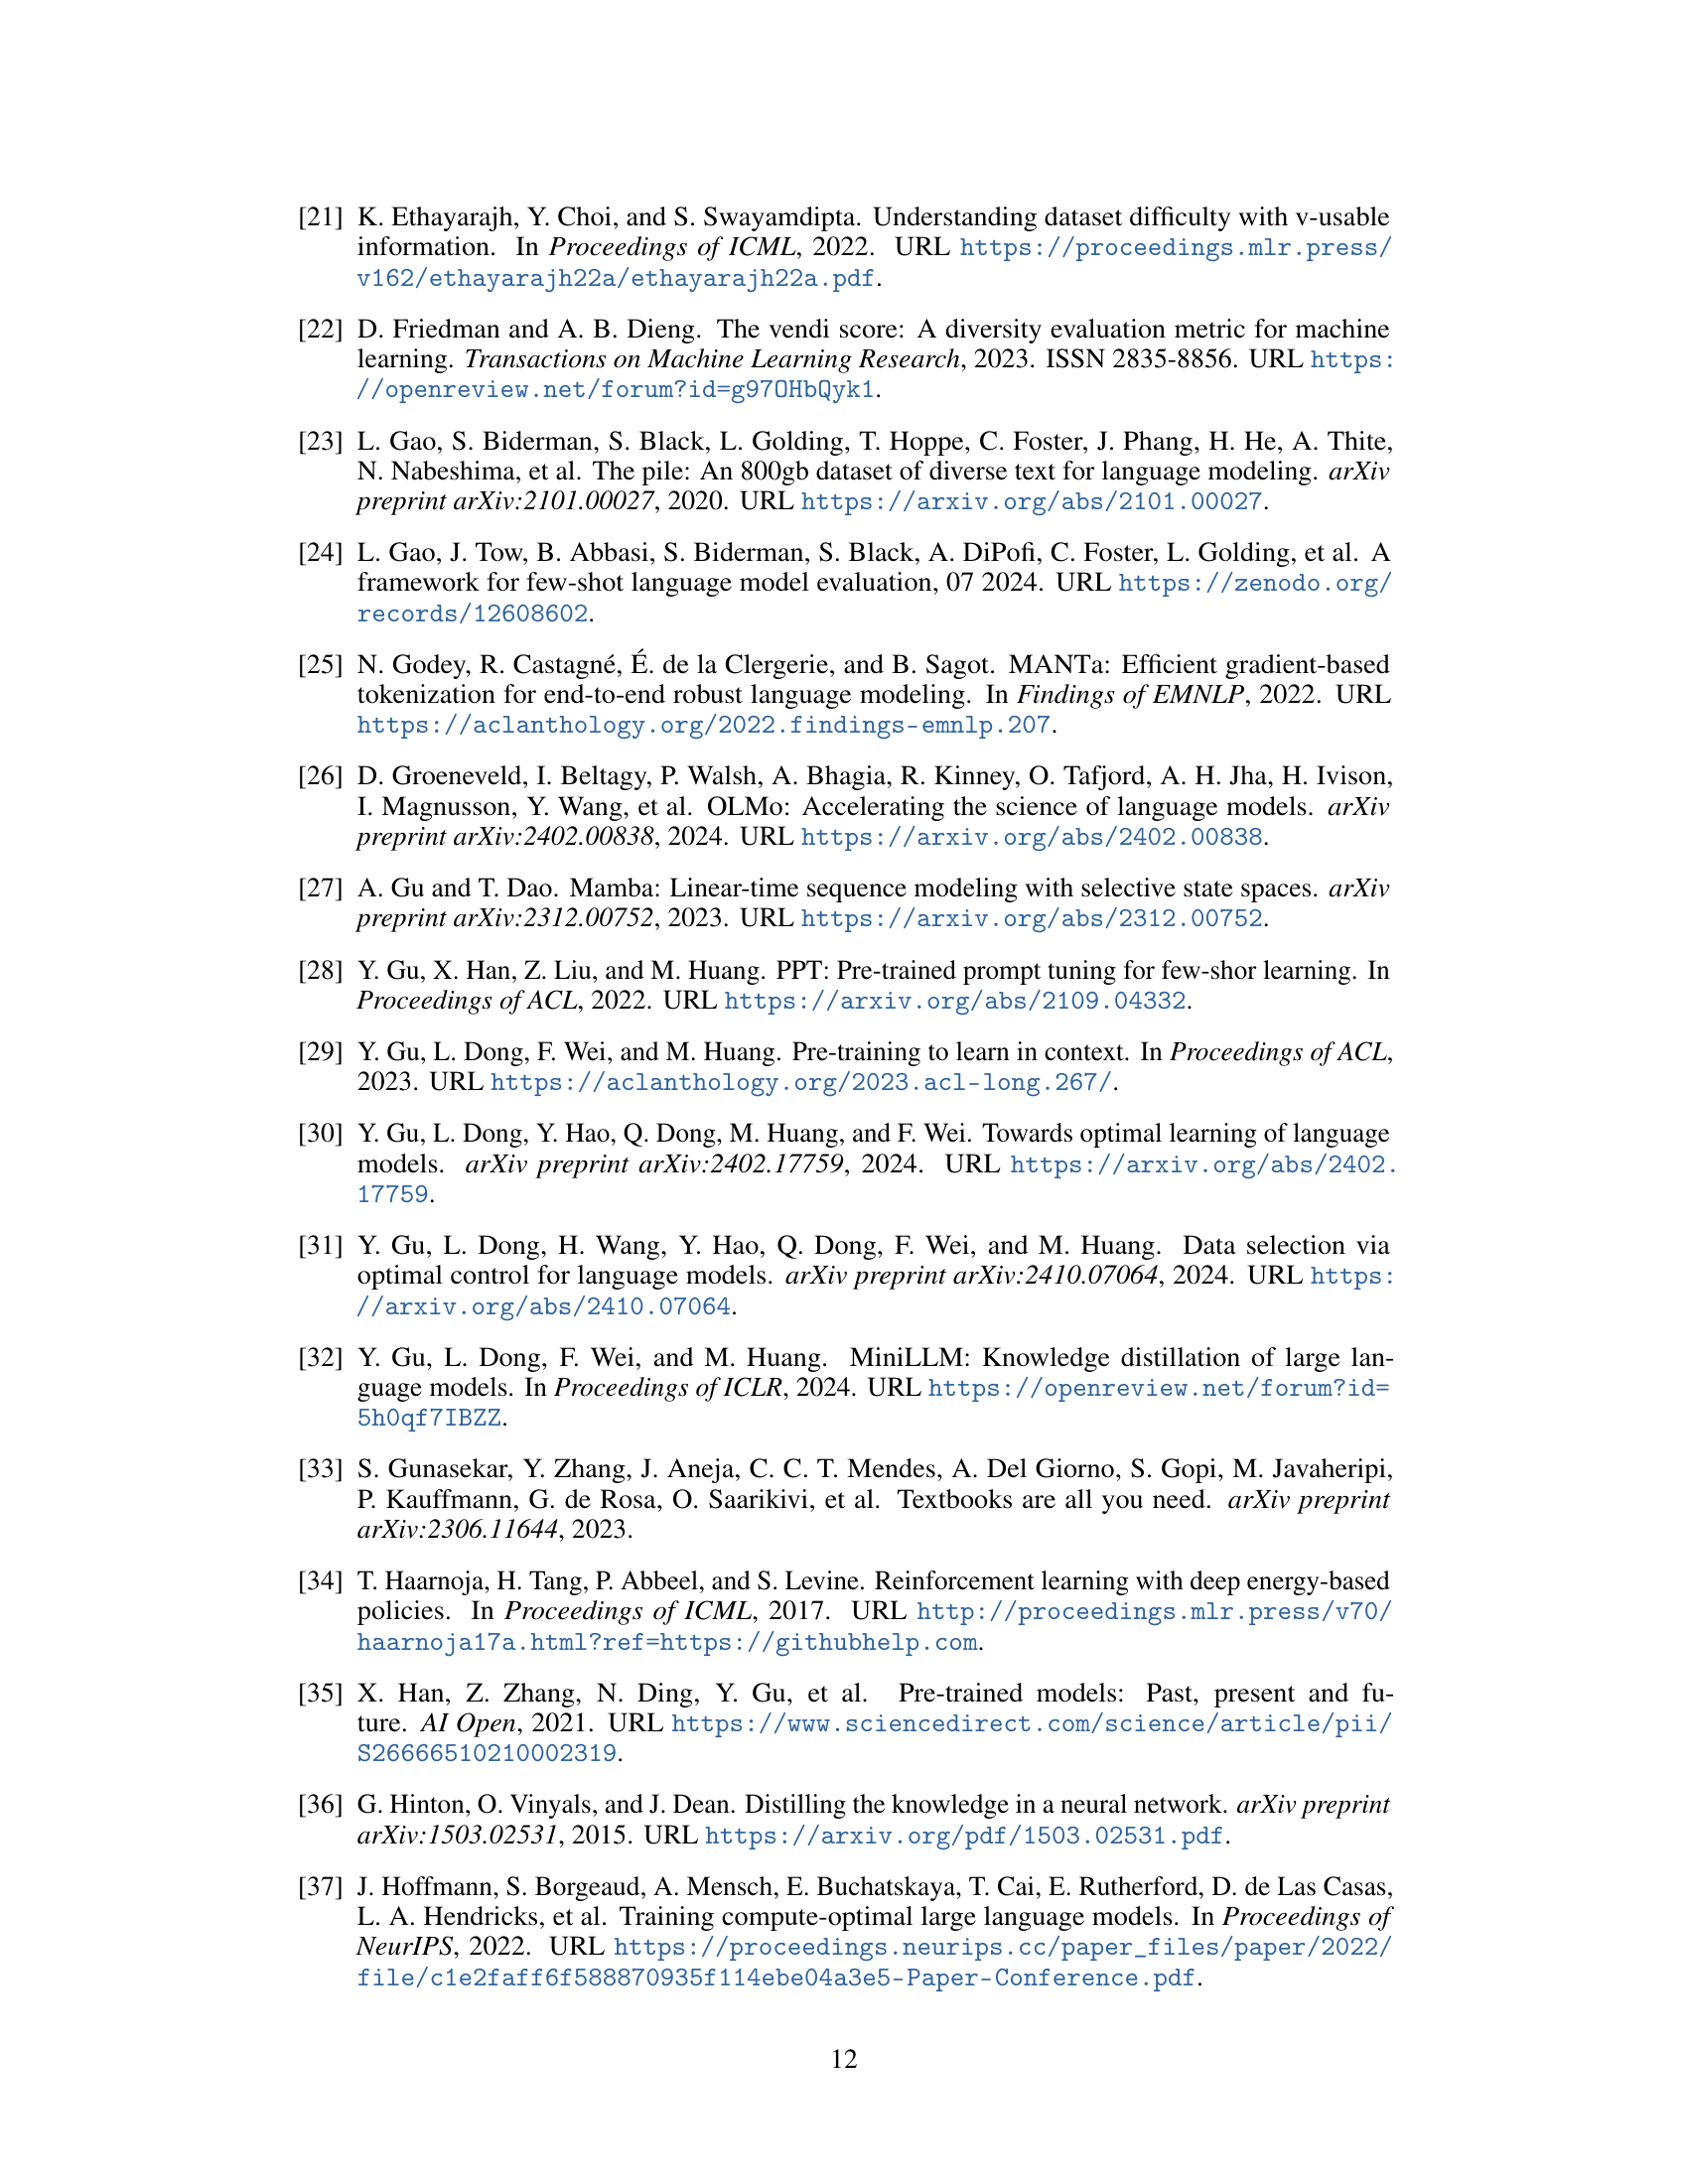 [21] K. Ethayarajh, Y. Choi, and S. Swayamdipta. Understanding dataset difficulty with v-usable
information. In Proceedings of ICML, 2022. URL https://proceedings.mlr.press/
v162/ethayarajh22a/ethayarajh22a.pdf.
[22] D. Friedman and A. B. Dieng. The vendi score: A diversity evaluation metric for machine
learning. Transactions on Machine Learning Research, 2023. ISSN 2835-8856. URL https:
//openreview.net/forum?id=g97OHbQyk1.
[23] L. Gao, S. Biderman, S. Black, L. Golding, T. Hoppe, C. Foster, J. Phang, H. He, A. Thite,
N. Nabeshima, et al. The pile: An 800gb dataset of diverse text for language modeling. arXiv
preprint arXiv:2101.00027, 2020. URL https://arxiv.org/abs/2101.00027.
[24] L. Gao, J. Tow, B. Abbasi, S. Biderman, S. Black, A. DiPofi, C. Foster, L. Golding, et al. A
framework for few-shot language model evaluation, 07 2024. URL https://zenodo.org/
records/12608602.
[25] N. Godey, R. Castagné, É. de la Clergerie, and B. Sagot. MANTa: Efficient gradient-based
tokenization for end-to-end robust language modeling. In Findings of EMNLP, 2022. URL
https://aclanthology.org/2022.findings-emnlp.207.
[26] D. Groeneveld, I. Beltagy, P. Walsh, A. Bhagia, R. Kinney, O. Tafjord, A. H. Jha, H. Ivison,
I. Magnusson, Y. Wang, et al. OLMo: Accelerating the science of language models. arXiv
preprint arXiv:2402.00838, 2024. URL https://arxiv.org/abs/2402.00838.
[27] A. Gu and T. Dao. Mamba: Linear-time sequence modeling with selective state spaces. arXiv
preprint arXiv:2312.00752, 2023. URL https://arxiv.org/abs/2312.00752.
[28] Y. Gu, X. Han, Z. Liu, and M. Huang. PPT: Pre-trained prompt tuning for few-shor learning. In
Proceedings of ACL, 2022. URL https://arxiv.org/abs/2109.04332.
[29] Y. Gu, L. Dong, F. Wei, and M. Huang. Pre-training to learn in context. In Proceedings of ACL,
2023. URL https://aclanthology.org/2023.acl-long.267/.
[30] Y. Gu, L. Dong, Y. Hao, Q. Dong, M. Huang, and F. Wei. Towards optimal learning of language
models. arXiv preprint arXiv:2402.17759, 2024. URL https://arxiv.org/abs/2402.
17759.
[31] Y. Gu, L. Dong, H. Wang, Y. Hao, Q. Dong, F. Wei, and M. Huang. Data selection via
optimal control for language models. arXiv preprint arXiv:2410.07064, 2024. URL https:
//arxiv.org/abs/2410.07064.
[32] Y. Gu, L. Dong, F. Wei, and M. Huang. MiniLLM: Knowledge distillation of large lan-
guage models. In Proceedings of ICLR, 2024. URL https://openreview.net/forum?id=
5h0qf7IBZZ.
[33] S. Gunasekar, Y. Zhang, J. Aneja, C. C. T. Mendes, A. Del Giorno, S. Gopi, M. Javaheripi,
P. Kauffmann, G. de Rosa, O. Saarikivi, et al. Textbooks are all you need. arXiv preprint
arXiv:2306.11644, 2023.
[34] T. Haarnoja, H. Tang, P. Abbeel, and S. Levine. Reinforcement learning with deep energy-based
policies. In Proceedings of ICML, 2017. URL http://proceedings.mlr.press/v70/
haarnoja17a.html?ref=https://githubhelp.com.
[35] X. Han, Z. Zhang, N. Ding, Y. Gu, et al. Pre-trained models: Past, present and fu-
ture. AI Open, 2021. URL https://www.sciencedirect.com/science/article/pii/
S26666510210002319.
[36] G. Hinton, O. Vinyals, and J. Dean. Distilling the knowledge in a neural network. arXiv preprint
arXiv:1503.02531, 2015. URL https://arxiv.org/pdf/1503.02531.pdf.
[37] J. Hoffmann, S. Borgeaud, A. Mensch, E. Buchatskaya, T. Cai, E. Rutherford, D. de Las Casas,
L. A. Hendricks, et al. Training compute-optimal large language models. In Proceedings of
NeurIPS, 2022. URL https://proceedings.neurips.cc/paper_files/paper/2022/
file/c1e2faff6f588870935f114ebe04a3e5-Paper-Conference.pdf.
12